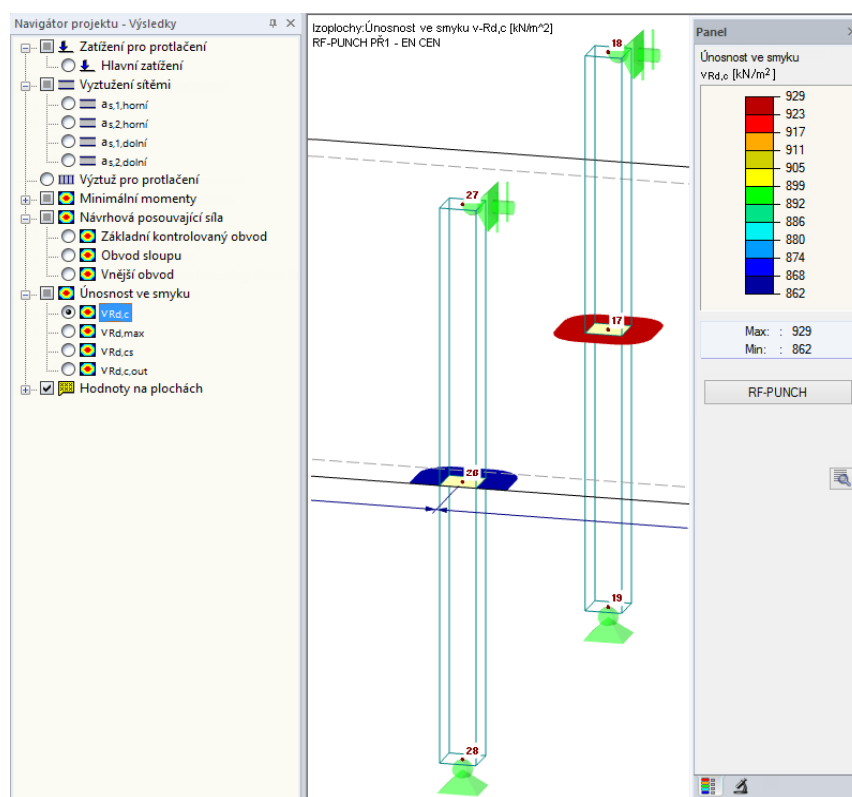 Navigátor projektu - Výsledky
Zatížení pro protlačení
Hlavní zatížení
Vyztužení sítěmi
as,1,horní
as,2,horní
as,1,dolní
as,2,dolní
Výztuž pro protlačení
Minimální momenty
Návrhová posouvající síla
Základní kontrolovaný obvod
Obvod sloupu
Vnější obvod
Únosnost ve smyku
vRd,c
vRd,max
vRd,cs
vRd,c,out
Hodnoty na plochách
Izoplochy:Únosnost ve smyku v-Rd,c [kN/m^2]
RF-PUNCH PŘ1 - EN CEN
18
27
17
26
19
28
Panel
Únosnost ve smyku
vRd,c [kN/m²]
929
923
917
911
905
899
892
886
880
874
868
862
Max: : 929
Min: : 862
RF-PUNCH